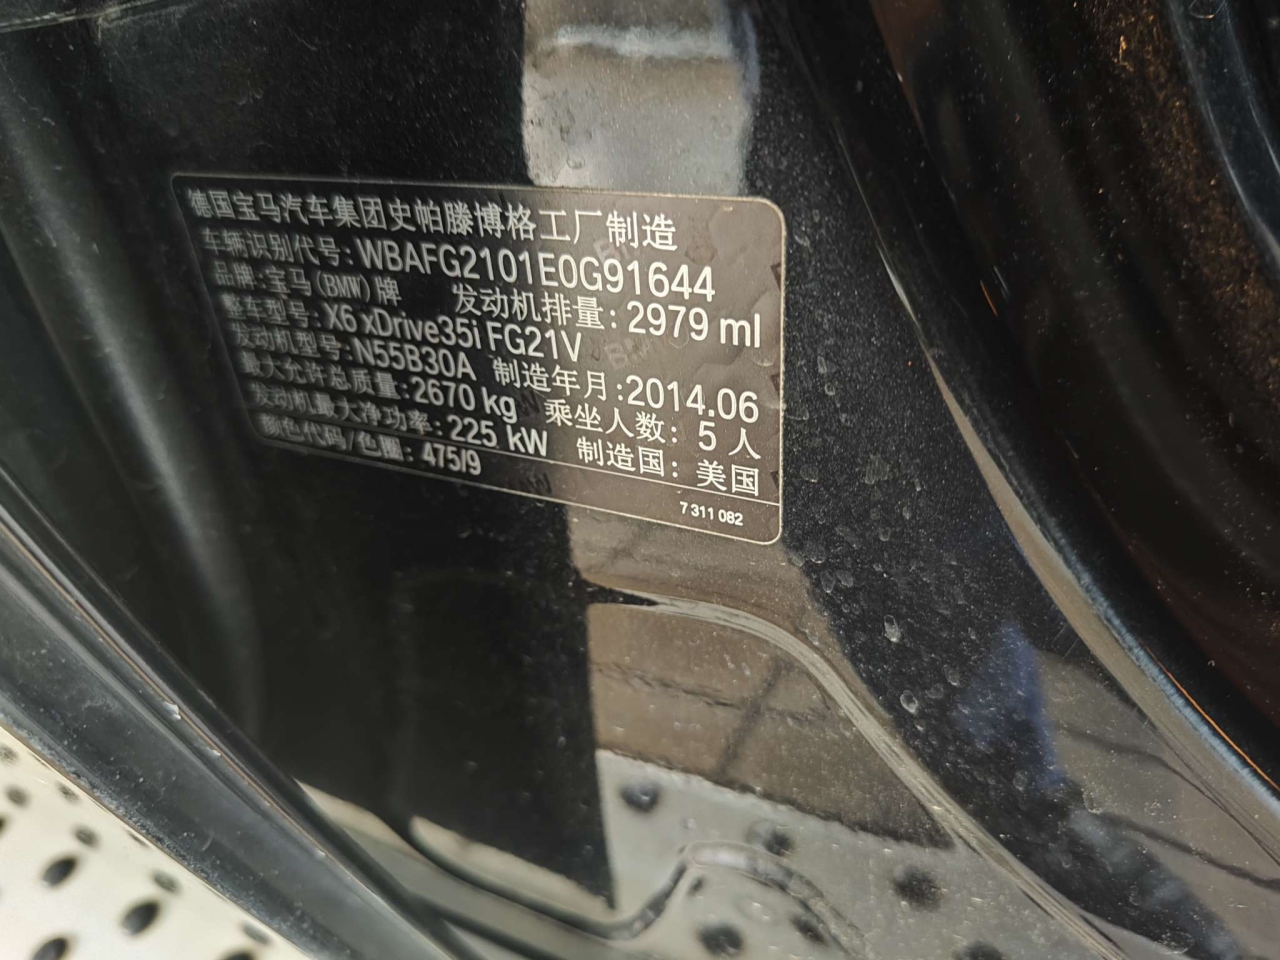 德国宝马汽车集团史帕滕博格工厂制造
车辆识别代号: WBAFG2101E0G91644
品牌: 宝马(BMW)牌 发动机排量: 2979 ml
整车型号: X6 xDrive35i FG21V
发动机型号: N55B30A 制造年月: 2014.06
最大允许总质量: 2670 kg 乘坐人数: 5 人
发动机最大净功率: 225 kW 制造国: 美国
颜色代码/色圈: 475/9
7 311 082